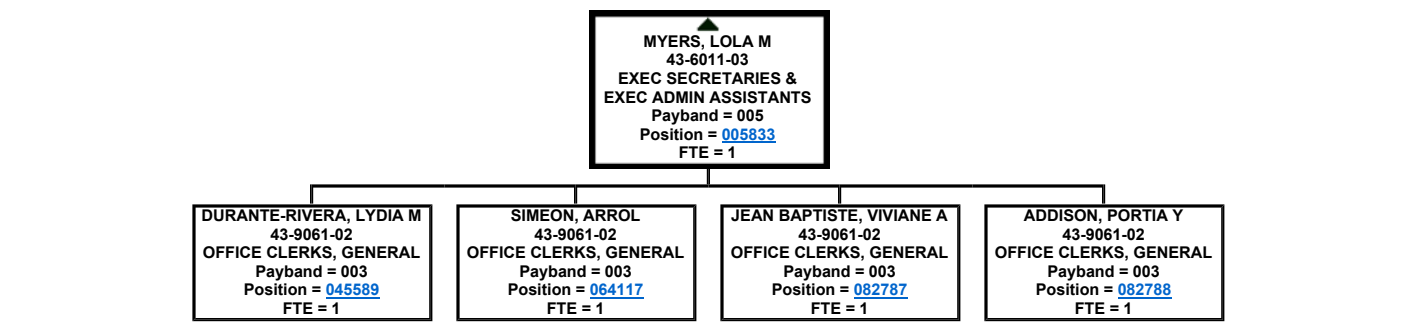 MYERS, LOLA M
43-6011-03
EXEC SECRETARIES &
EXEC ADMIN ASSISTANTS
Payband = 005
Position = 005833
FTE = 1
DURANTE-RIVERA, LYDIA M
43-9061-02
OFFICE CLERKS, GENERAL
Payband = 003
Position = 045589
FTE = 1
SIMEON, ARROL
43-9061-02
OFFICE CLERKS, GENERAL
Payband = 003
Position = 064117
FTE = 1
JEAN BAPTISTE, VIVIANE A
43-9061-02
OFFICE CLERKS, GENERAL
Payband = 003
Position = 082787
FTE = 1
ADDISON, PORTIA Y
43-9061-02
OFFICE CLERKS, GENERAL
Payband = 003
Position = 082788
FTE = 1